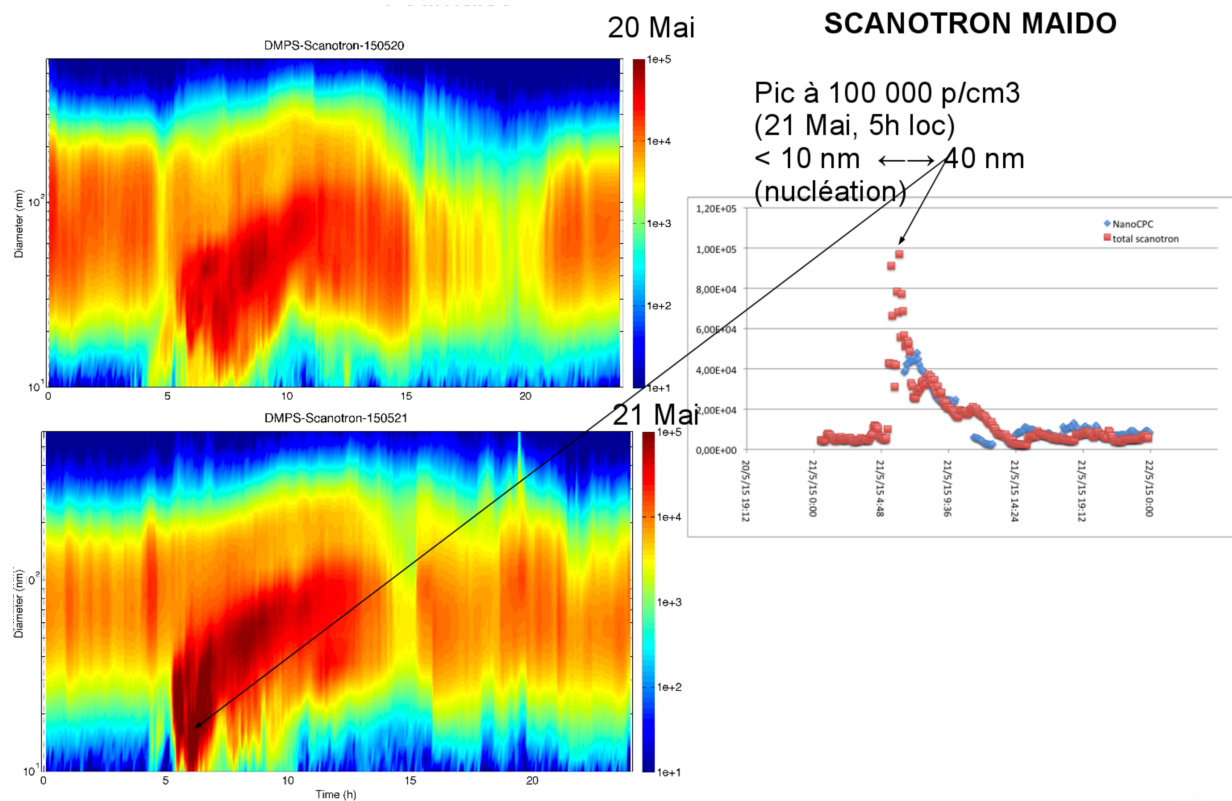 SCANOTRON MAIDO
20 Mai
DMPS-Scanotron-150520
Diameter (nm)
10²
10¹
0
5
10
15
20
1e+5
1e+4
1e+3
1e+2
1e+1
Pic à 100 000 p/cm3
(21 Mai, 5h loc)
< 10 nm ←→ 40 nm
(nucléation)
1,20E+05
1,00E+05
8,00E+04
6,00E+04
4,00E+04
2,00E+04
0,00E+00
NanoCPC
total scanotron
20/5/15 19:12
21/5/15 0:00
21/5/15 4:48
21/5/15 9:36
21/5/15 14:24
21/5/15 19:12
22/5/15 0:00
21 Mai
DMPS-Scanotron-150521
Diameter (nm)
10²
10¹
0
5
10
15
20
Time (h)
1e+5
1e+4
1e+3
1e+2
1e+1